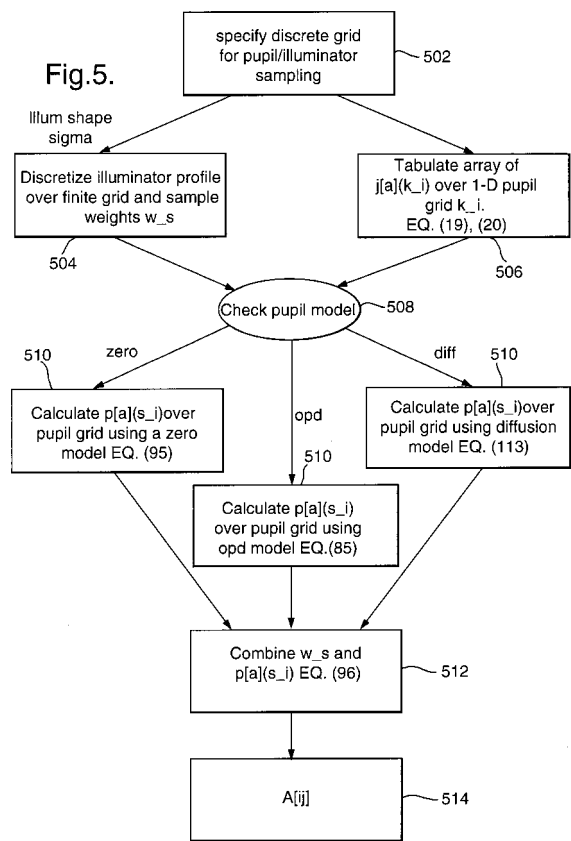 Fig.5.
specify discrete grid
for pupil/illuminator
sampling
502
Illum shape
sigma
Discretize illuminator profile
over finite grid and sample
weights w_s
504
Tabulate array of
j[a](k_i) over 1-D pupil
grid k_i.
EQ. (19), (20)
506
Check pupil model
508
zero
opd
diff
510
Calculate p[a](s_i)over
pupil grid using a zero
model EQ. (95)
510
Calculate p[a](s_i)
over pupil grid using
opd model EQ.(85)
510
Calculate p[a](s_i)over
pupil grid using diffusion
model EQ. (113)
Combine w_s and
p[a](s_i) EQ. (96)
512
A[ij]
514